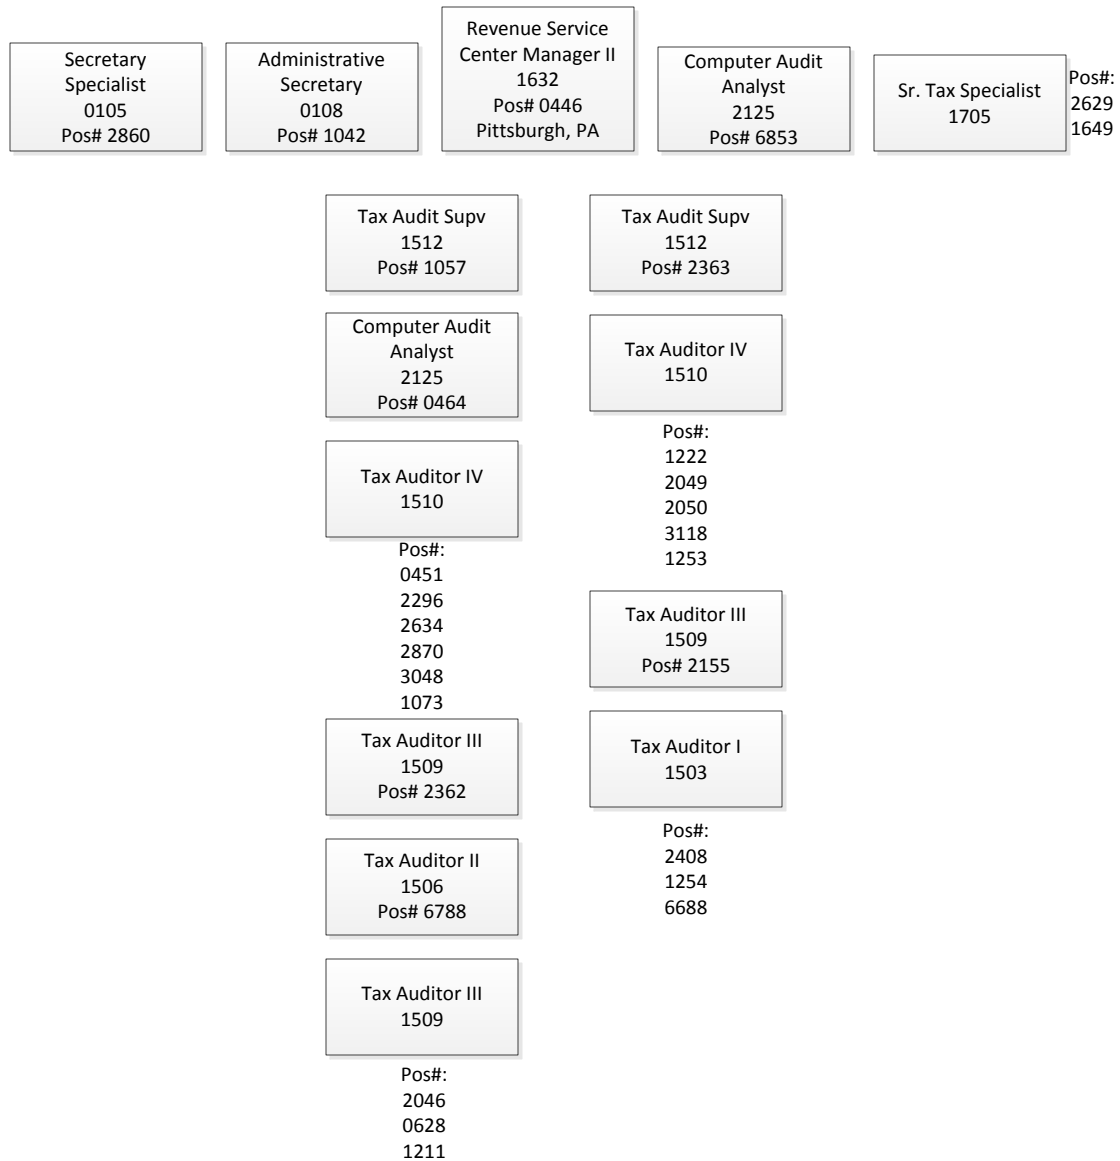 Secretary
Specialist
0105
Pos# 2860
Administrative
Secretary
0108
Pos# 1042
Revenue Service
Center Manager II
1632
Pos# 0446
Pittsburgh, PA
Computer Audit
Analyst
2125
Pos# 6853
Sr. Tax Specialist
1705
Pos#:
2629
1649
Tax Audit Supv
1512
Pos# 1057
Computer Audit
Analyst
2125
Pos# 0464
Tax Auditor IV
1510
Pos#:
0451
2296
2634
2870
3048
1073
Tax Auditor III
1509
Pos# 2362
Tax Auditor II
1506
Pos# 6788
Tax Auditor III
1509
Pos#:
2046
0628
1211
Tax Audit Supv
1512
Pos# 2363
Tax Auditor IV
1510
Pos#:
1222
2049
2050
3118
1253
Tax Auditor III
1509
Pos# 2155
Tax Auditor I
1503
Pos#:
2408
1254
6688